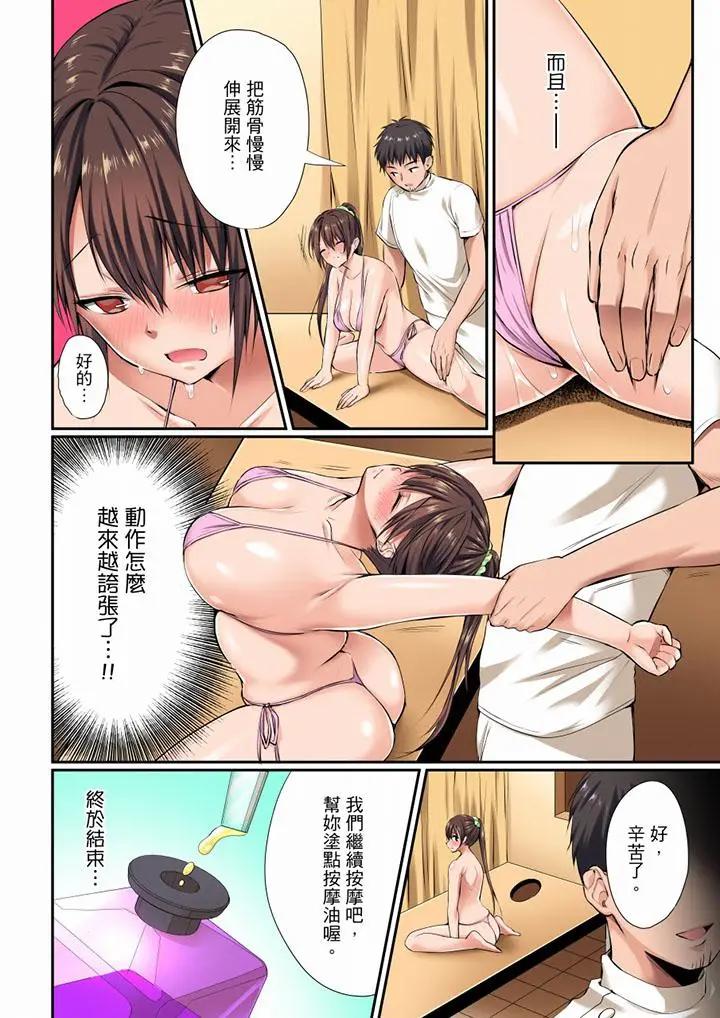 而且…──
把筋骨慢慢
伸展開來…
好的…
動作怎麼
越來越誇張了…!!
好，
辛苦了。
我們繼續按摩吧，
幫妳塗點按摩油喔。
終於結束…